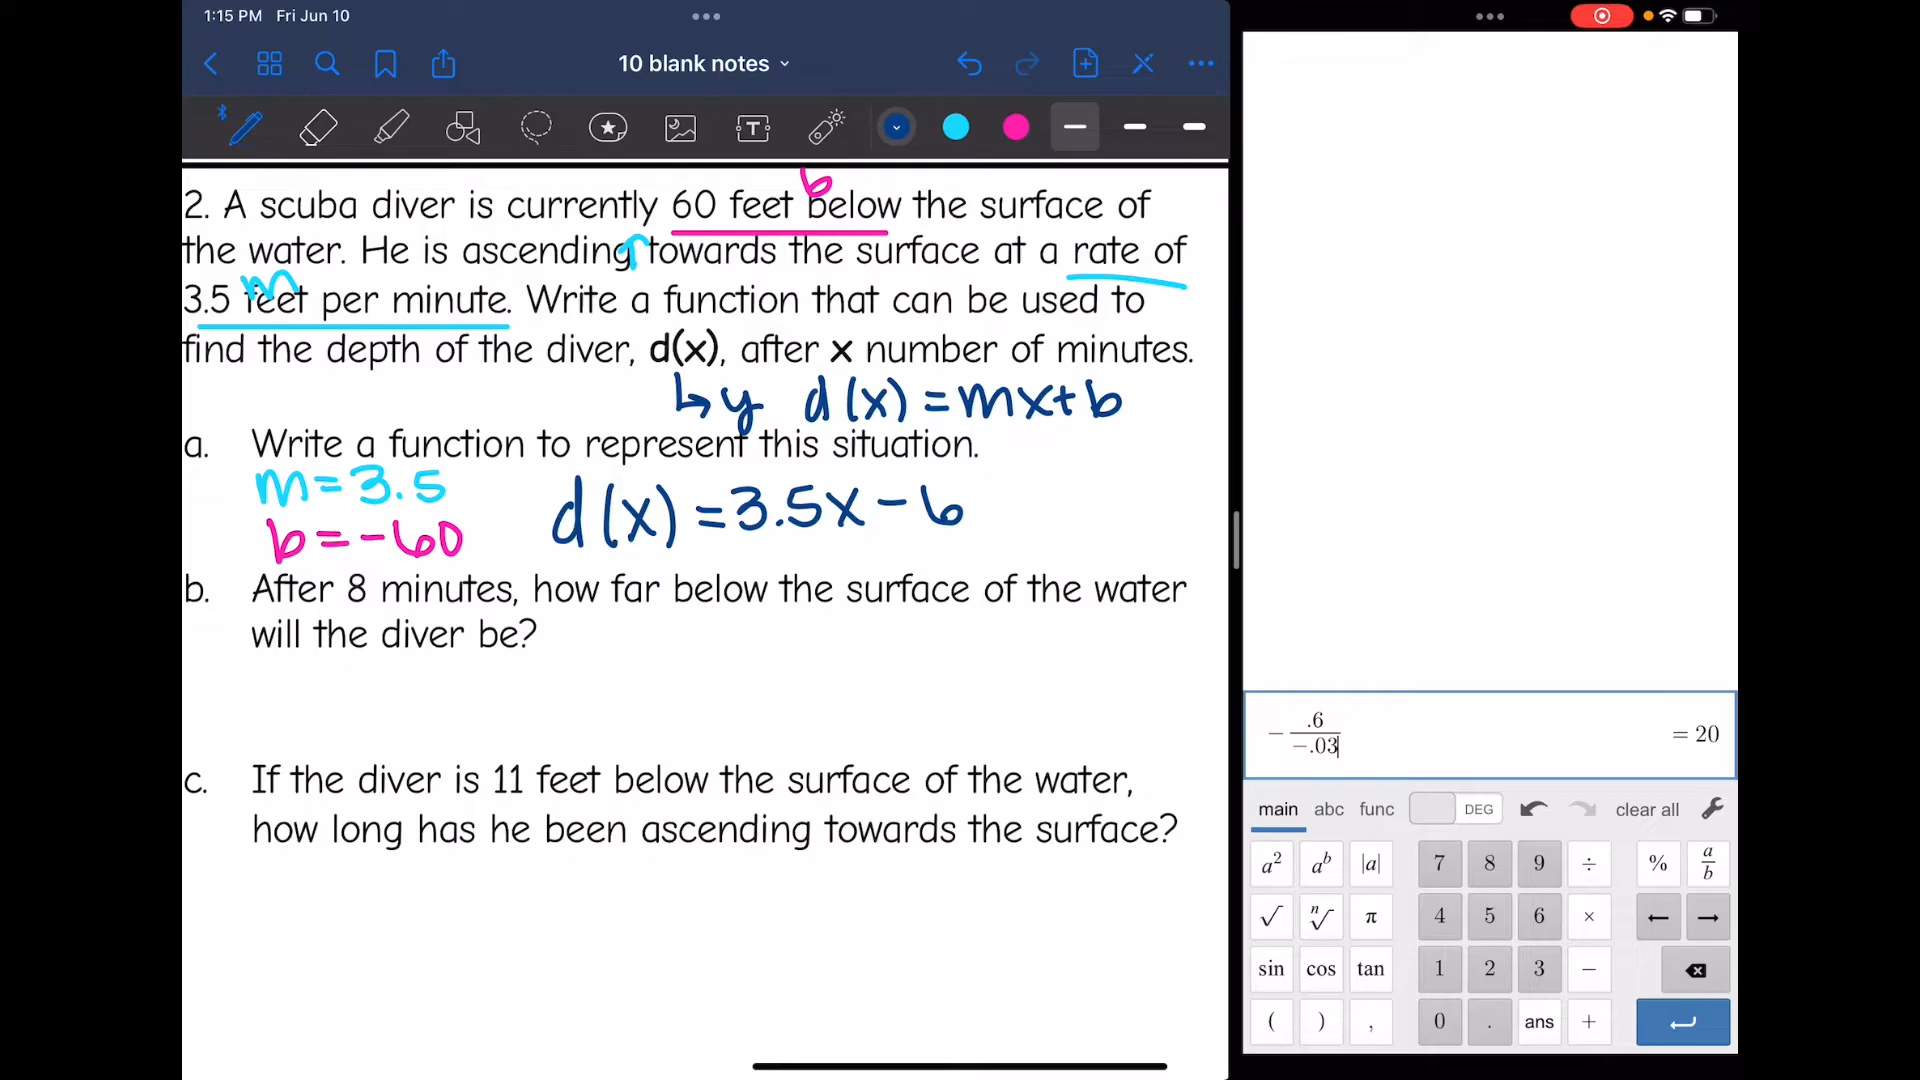 1:15 PM Fri Jun 10
10 blank notes
b
2. A scuba diver is currently 60 feet below the surface of
the water. He is ascending towards the surface at a rate of
m
3.5 feet per minute. Write a function that can be used to
find the depth of the diver, d(x), after x number of minutes.
↳ y d(x) = mx+b
a. Write a function to represent this situation.
m = 3.5
d(x) = 3.5x - 6
b = -60
b. After 8 minutes, how far below the surface of the water
will the diver be?
c. If the diver is 11 feet below the surface of the water,
how long has he been ascending towards the surface?
- .6/-.03 = 20
main abc func DEG clear all
a² aᵇ |a| 7 8 9 ÷ % a/b
√ ⁿ√ π 4 5 6 × ← →
sin cos tan 1 2 3 −
( ) , 0 . ans +